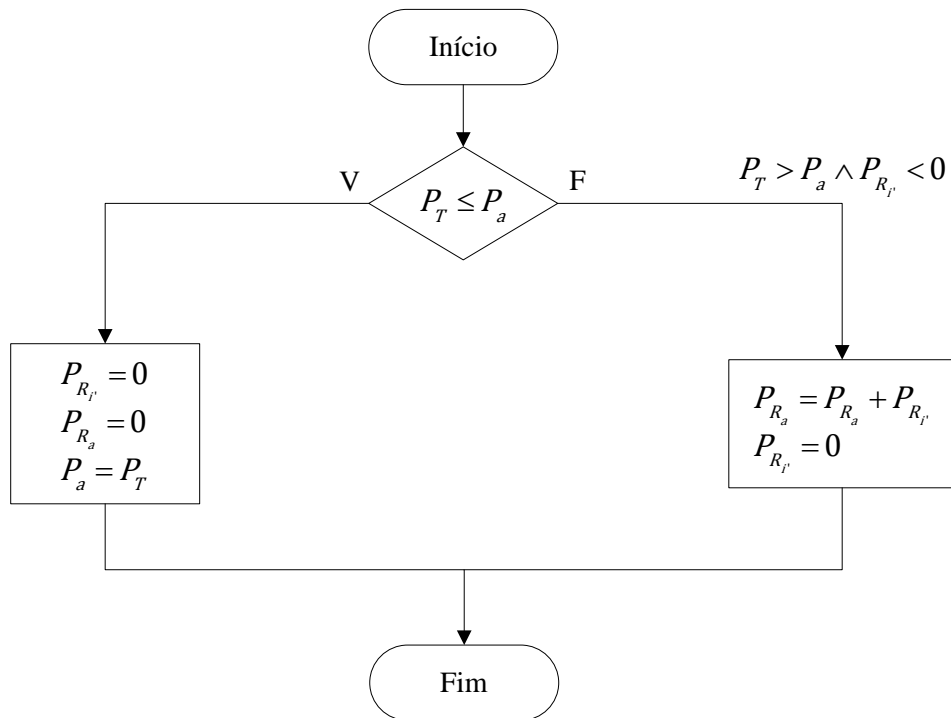 Início
V
F
P_T > P_a ∧ P_{R_{i'}} < 0
P_T ≤ P_a
P_{R_{i'}} = 0
P_{R_a} = 0
P_a = P_T
P_{R_a} = P_{R_a} + P_{R_{i'}}
P_{R_{i'}} = 0
Fim